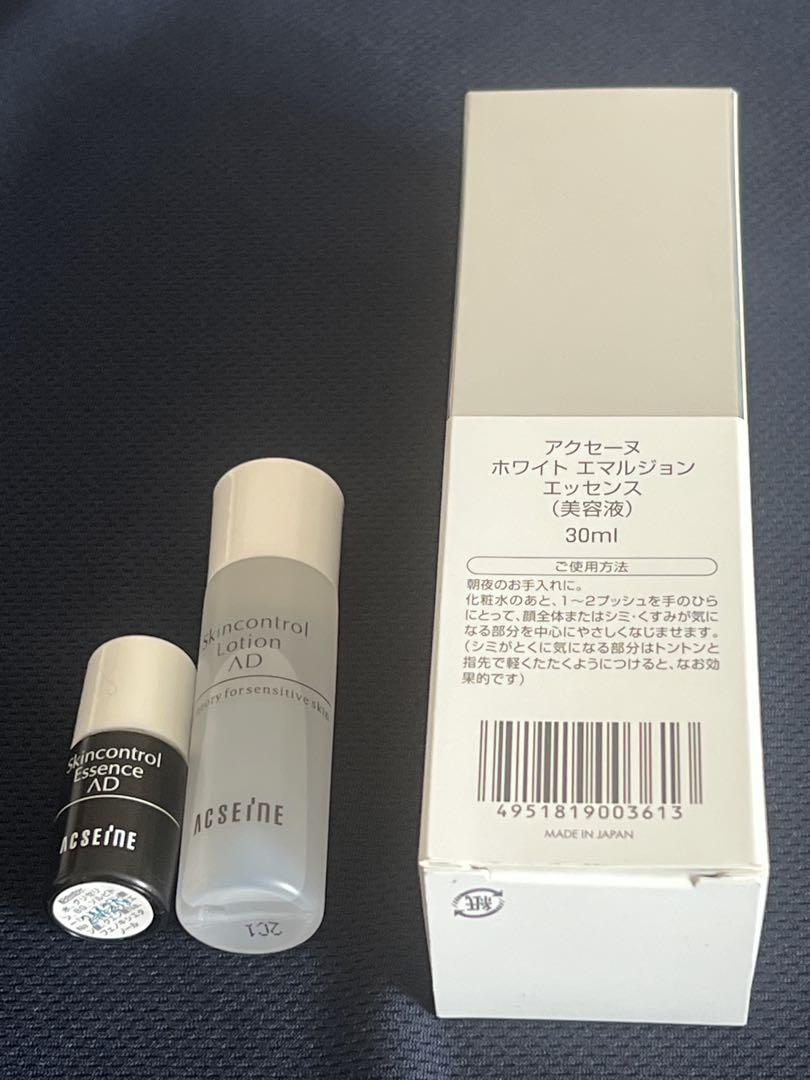 Skincontrol
Essence
AD
ACSEINE
Skincontrol
Lotion
AD
eory for sensitive skin
ACSEINE
2C1
アクセーヌ
ホワイト エマルジョン
エッセンス
（美容液）
30ml
ご使用方法
朝夜のお手入れに。
化粧水のあと、1〜2プッシュを手のひら
にとって、顔全体またはシミ・くすみが気に
なる部分を中心にやさしくなじませます。
（シミがとくに気になる部分はトントンと
指先で軽くたたくようにつけると、なお効
果的です）
4951819003613
MADE IN JAPAN
紙